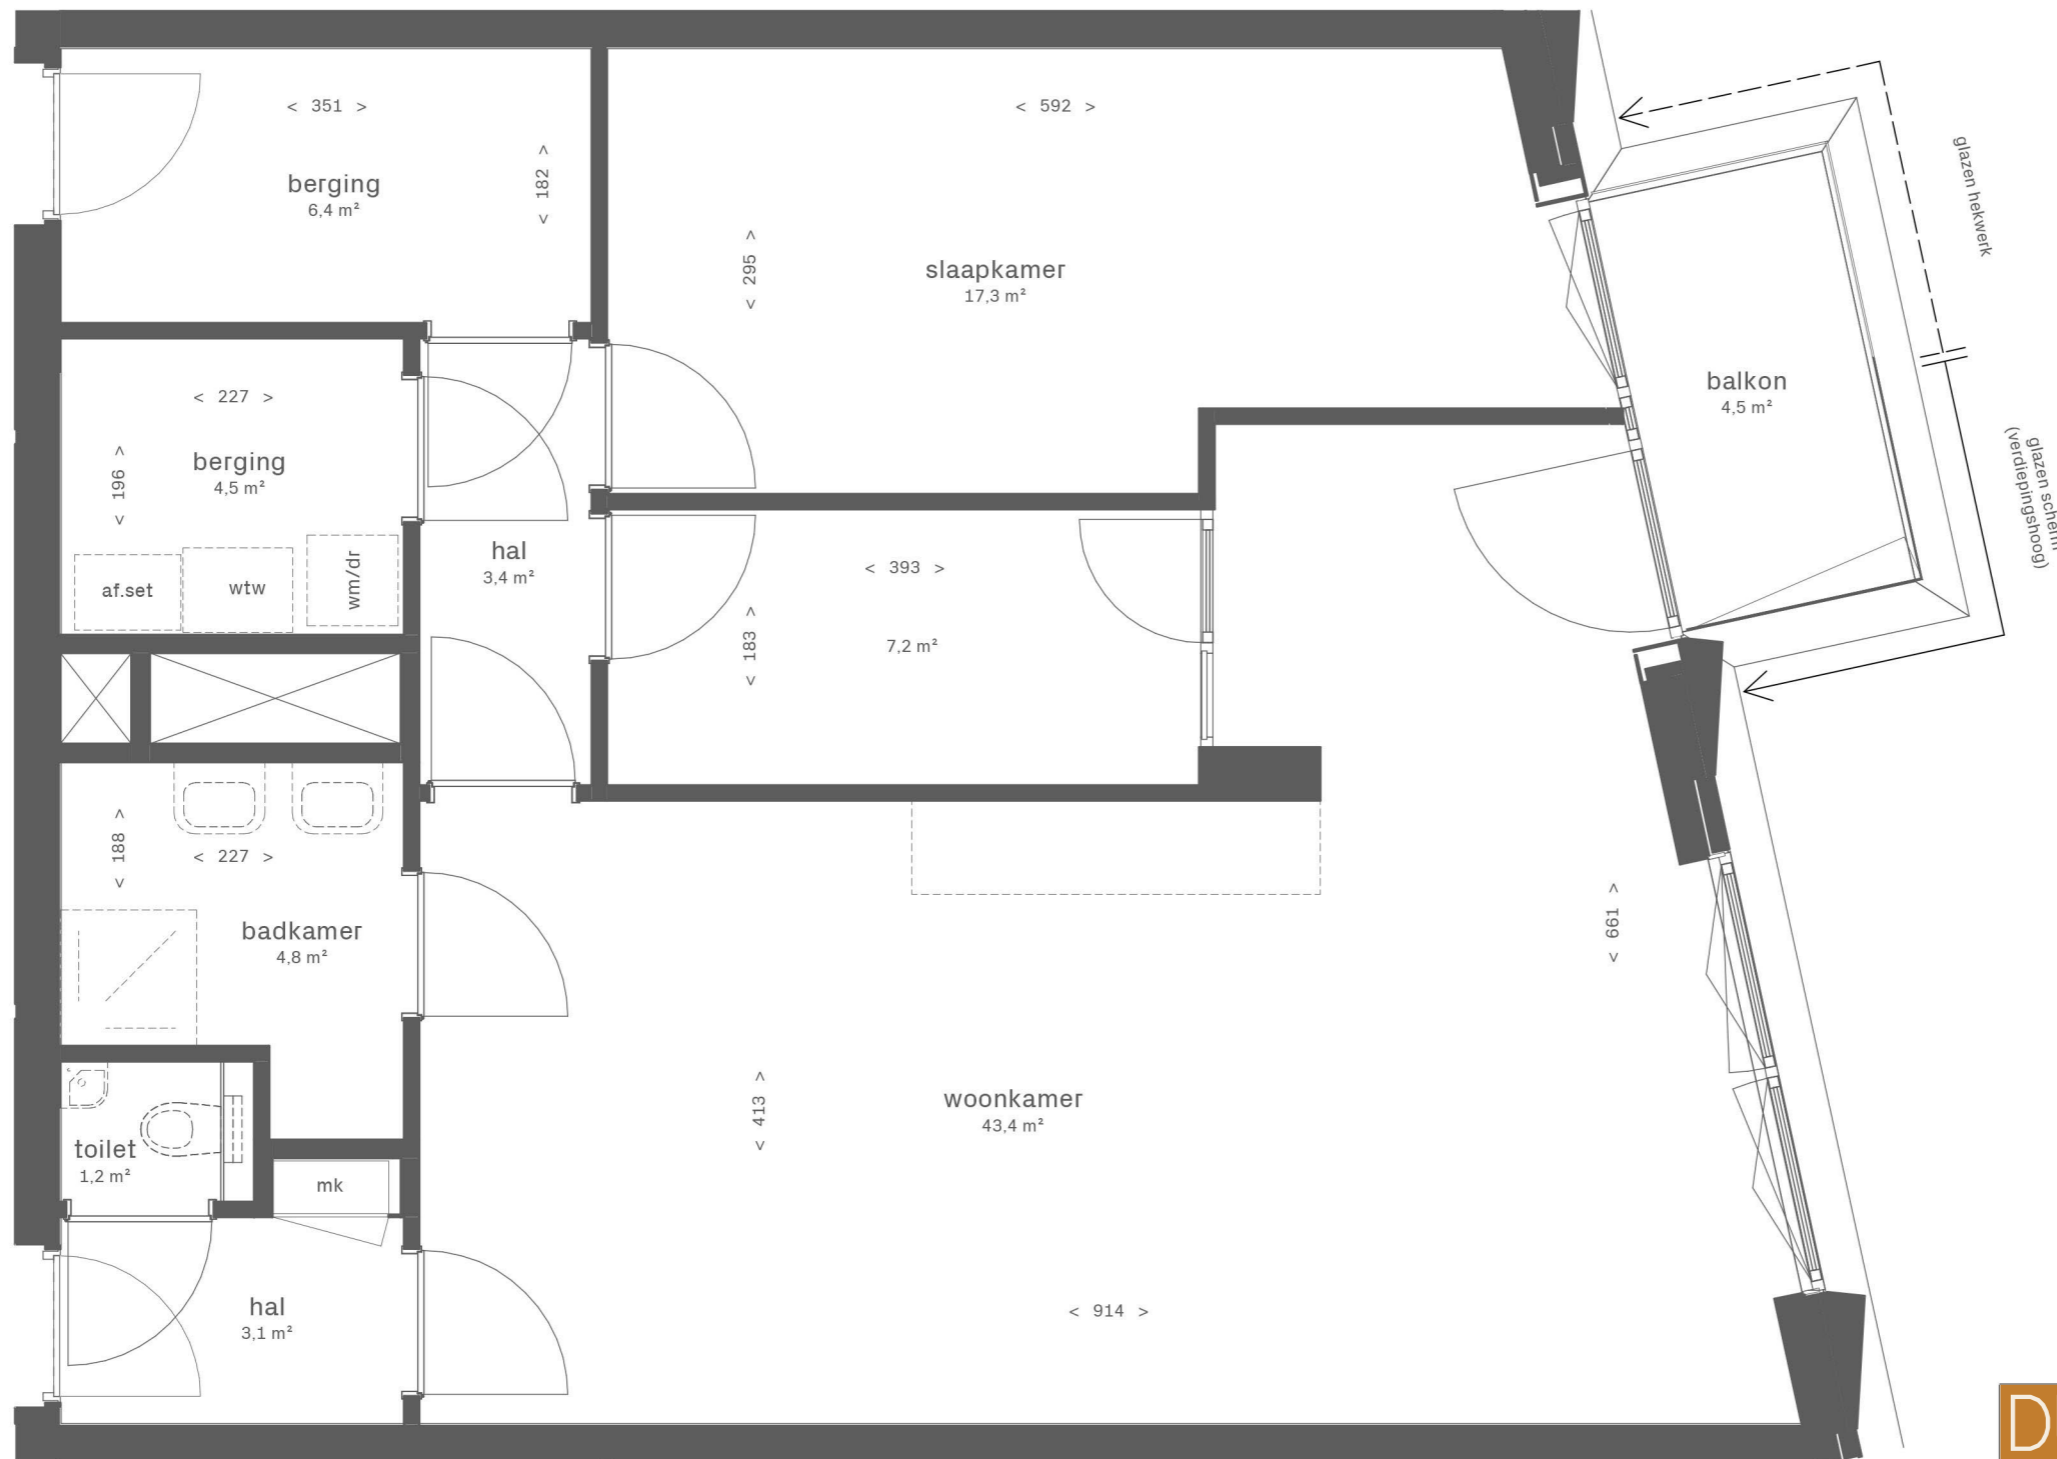 < 351 >
berging
6,4 m²
< 182 >
< 592 >
slaapkamer
17,3 m²
< 295 >
glazen hekwerk
balkon
4,5 m²
glazen scherm
(verdiepingshoog)
< 227 >
berging
4,5 m²
< 196 >
af.set
wtw
wm/dr
hal
3,4 m²
< 393 >
< 183 >
7,2 m²
< 188 >
< 227 >
badkamer
4,8 m²
< 661 >
< 413 >
woonkamer
43,4 m²
toilet
1,2 m²
mk
hal
3,1 m²
< 914 >
D